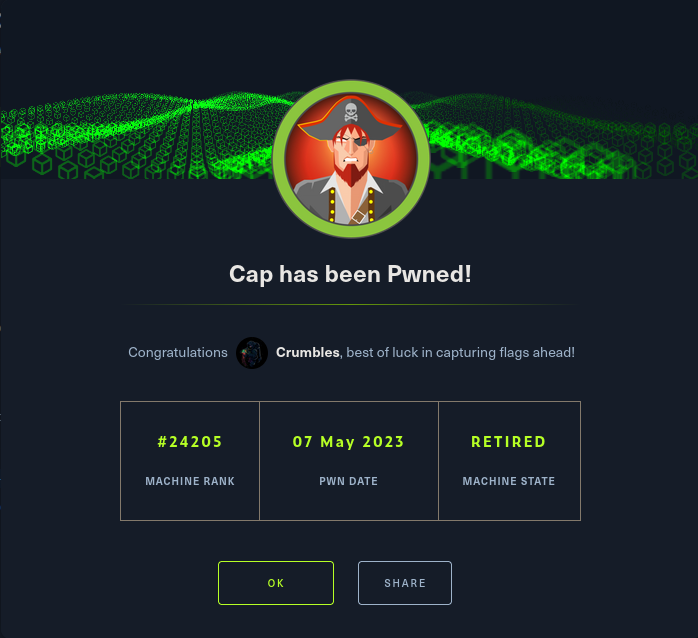 Cap has been Pwned!
Congratulations Crumbles, best of luck in capturing flags ahead!
#24205 07 May 2023 RETIRED
MACHINE RANK PWN DATE MACHINE STATE
OK SHARE